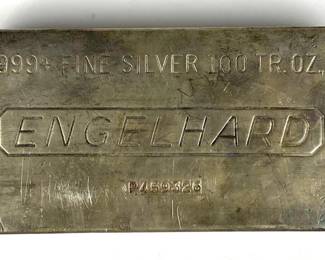 999+ FINE SILVER 100 TR. OZ.
ENGELHARD